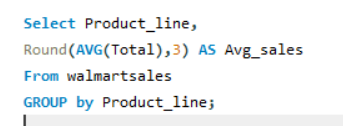 Select Product_line,
Round(AVG(Total),3) AS Avg_sales
From walmartsales
GROUP by Product_line;